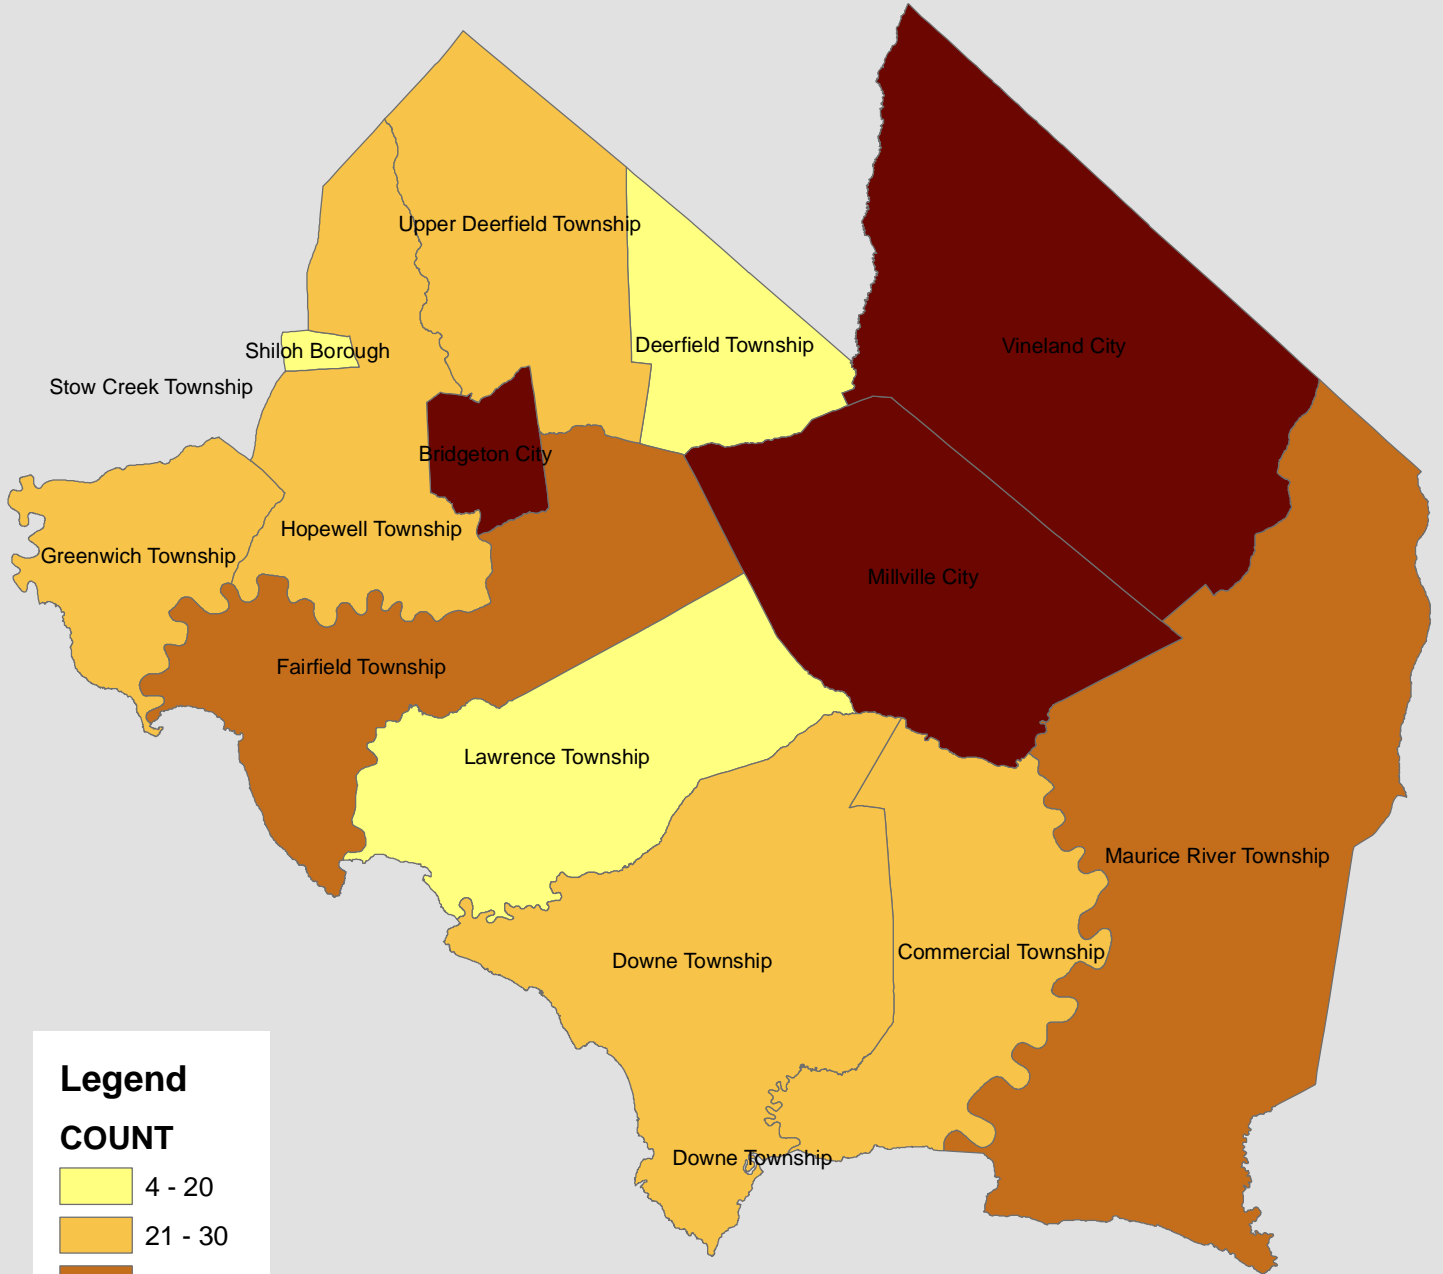 Upper Deerfield Township
Deerfield Township
Vineland City
Shiloh Borough
Stow Creek Township
Bridgeton City
Hopewell Township
Greenwich Township
Millville City
Fairfield Township
Lawrence Township
Maurice River Township
Commercial Township
Downe Township
Downe Township
Legend
COUNT
4 - 20
21 - 30